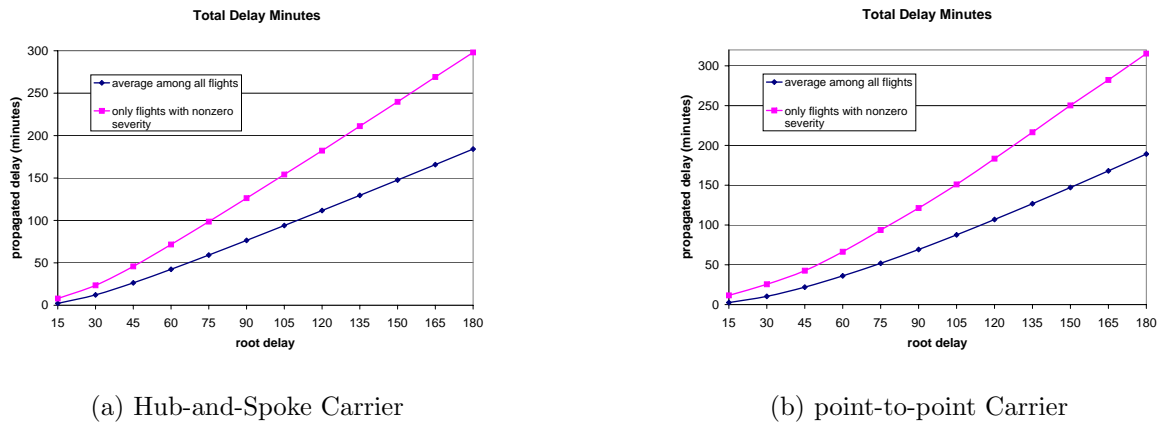 Total Delay Minutes
300
250
200
150
100
50
0
propagated delay (minutes)
average among all flights
only flights with nonzero
severity
15 30 45 60 75 90 105 120 135 150 165 180
root delay
(a) Hub-and-Spoke Carrier
Total Delay Minutes
300
250
200
150
100
50
0
propagated delay (minutes)
average among all flights
only flights with nonzero
severity
15 30 45 60 75 90 105 120 135 150 165 180
root delay
(b) point-to-point Carrier